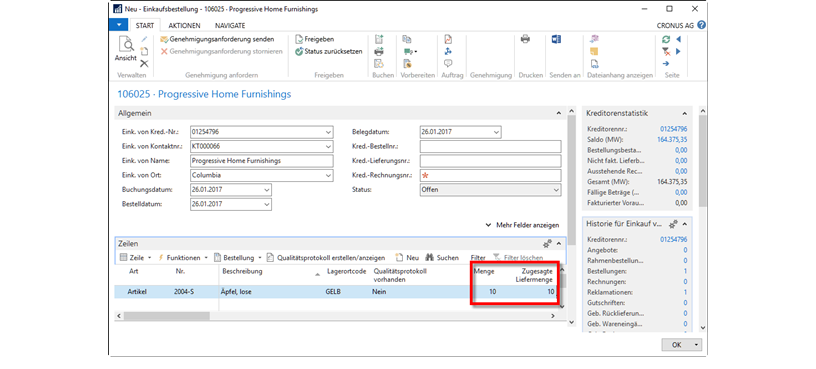 Neu - Einkaufsbestellung - 106025 · Progressive Home Furnishings
START AKTIONEN NAVIGATE CRONUS AG
Ansicht
Genehmigungsanforderung senden
Genehmigungsanforderung stornieren
Freigeben
Status zurücksetzen
Verwalten Genehmigung anfordern Freigeben Buchen Vorbereiten Auftrag Genehmigung Drucken Senden an Dateianhang anzeigen Seite
106025 · Progressive Home Furnishings
Allgemein
Eink. von Kred.-Nr.: 01254796
Eink. von Kontaktnr.: KT000066
Eink. von Name: Progressive Home Furnishings
Eink. von Ort: Columbia
Buchungsdatum: 26.01.2017
Bestelldatum: 26.01.2017
Belegdatum: 26.01.2017
Kred.-Bestellnr.:
Kred.-Lieferungsnr.:
Kred.-Rechnungsnr.: *
Status: Offen
Mehr Felder anzeigen
Zeilen
Zeile Funktionen Bestellung Qualitätsprotokoll erstellen/anzeigen Neu Suchen Filter Filter löschen
Art Nr. Beschreibung Lagerortcode Qualitätsprotokoll vorhanden Menge Zugesagte Liefermenge
Artikel 2004-S Äpfel, lose GELB Nein 10 10
Kreditorenstatistik
Kreditorennr.: 01254796
Saldo (MW): 164.375,35
Bestellungsbesta... 0,00
Nicht fakt. Lieferb... 0,00
Ausstehende Rec... 0,00
Gesamt (MW): 164.375,35
Fällige Beträge (... 0,00
Fakturierter Vorau... 0,00
Historie für Einkauf v...
Kreditorennr.: 01254796
Angebote: 0
Rahmenbestellun... 0
Bestellungen: 1
Rechnungen: 0
Reklamationen: 0
Gutschriften: 0
Geb. Rücklieferun... 0
Geb. Wareneingä... 0
OK